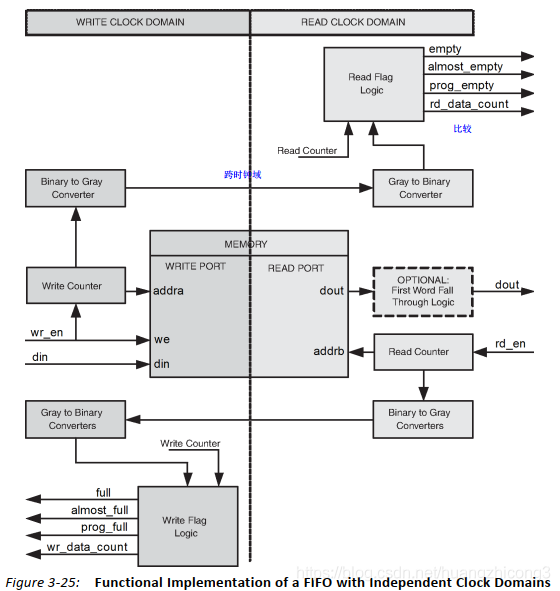 WRITE CLOCK DOMAIN
READ CLOCK DOMAIN
Read Flag
Logic
empty
almost_empty
prog_empty
rd_data_count
比较
Read Counter
Binary to Gray
Converter
跨时钟域
Gray to Binary
Converter
MEMORY
WRITE PORT
READ PORT
Write Counter
addra
dout
OPTIONAL:
First Word Fall
Through Logic
dout
wr_en
we
din
din
addrb
Read Counter
rd_en
Gray to Binary
Converters
Binary to Gray
Converters
Write Counter
full
almost_full
prog_full
wr_data_count
Write Flag
Logic
https://blog.csdn.net/huangzhicong3
Figure 3-25: Functional Implementation of a FIFO with Independent Clock Domains